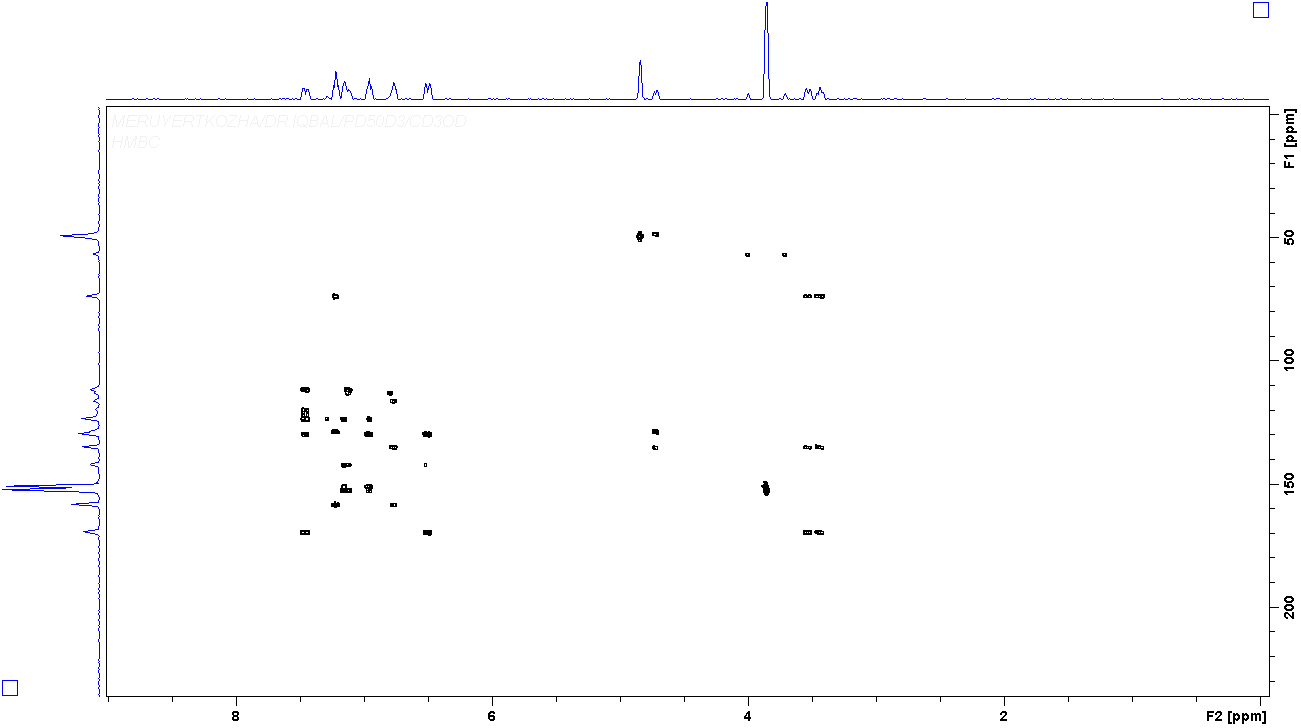 MERUYERTKOZHA/DR IQBAL/PD50D3/CD3OD
HMBC
F1 [ppm]
50
100
150
200
8
6
4
2
F2 [ppm]